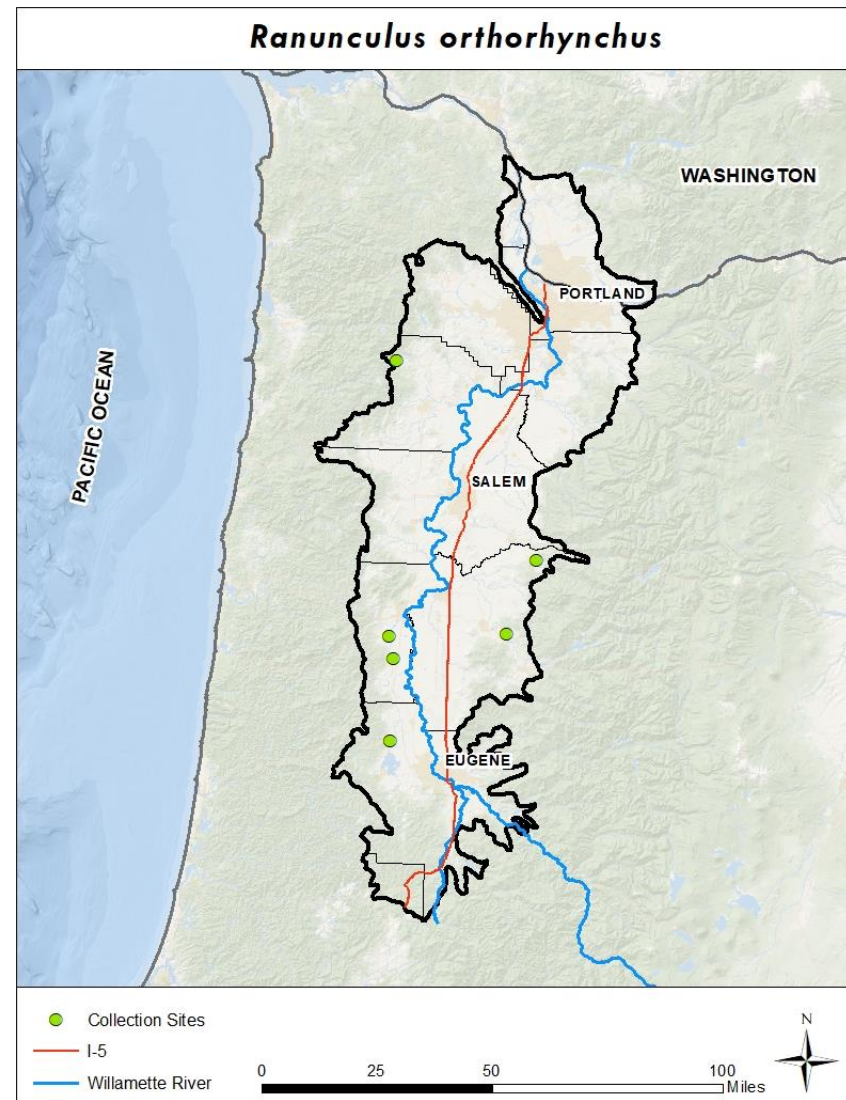 Ranunculus orthorhynchus
WASHINGTON
PORTLAND
PACIFIC OCEAN
SALEM
EUGENE
Collection Sites
I-5
Willamette River
0 25 50 100
Miles
N